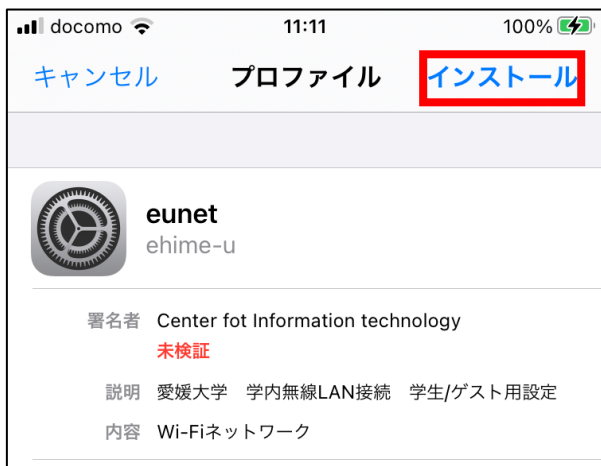 docomo 11:11 100%
キャンセル プロファイル インストール
eunet
ehime-u
署名者 Center fot Information technology
未検証
説明 愛媛大学 学内無線LAN接続 学生/ゲスト用設定
内容 Wi-Fiネットワーク